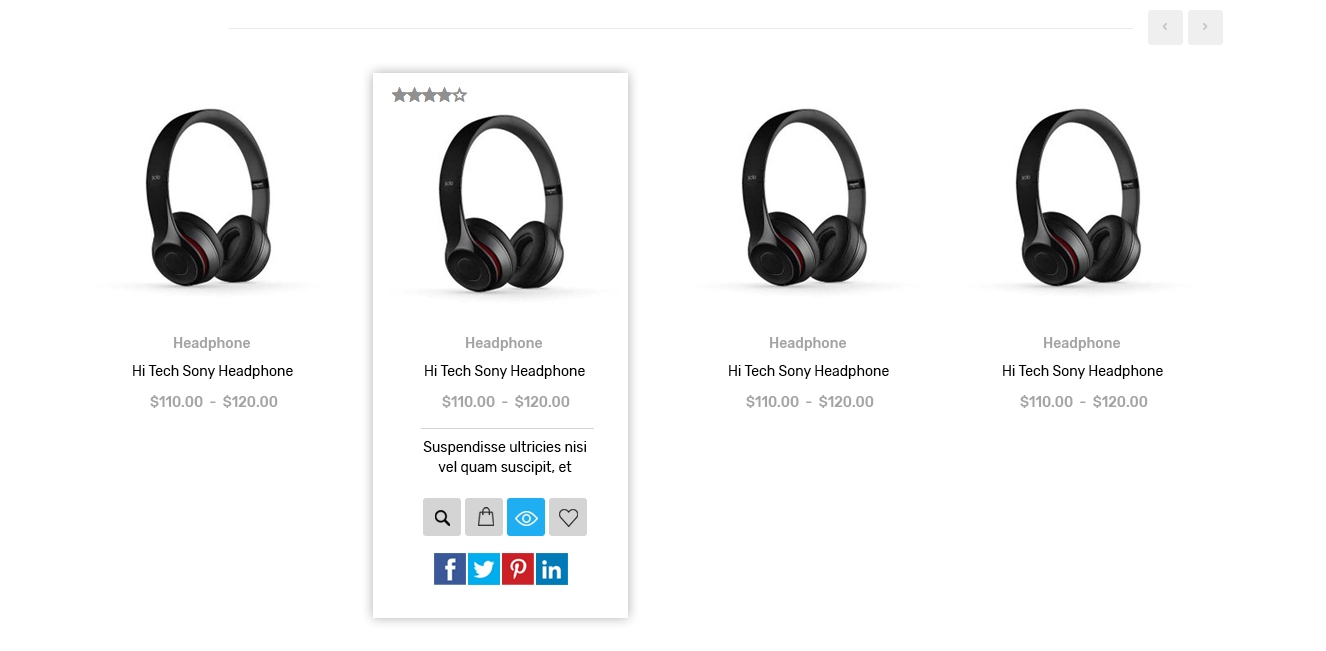 Headphone
Hi Tech Sony Headphone
$110.00 - $120.00
Headphone
Hi Tech Sony Headphone
$110.00 - $120.00
Suspendisse ultricies nisi
vel quam suscipit, et
Headphone
Hi Tech Sony Headphone
$110.00 - $120.00
Headphone
Hi Tech Sony Headphone
$110.00 - $120.00